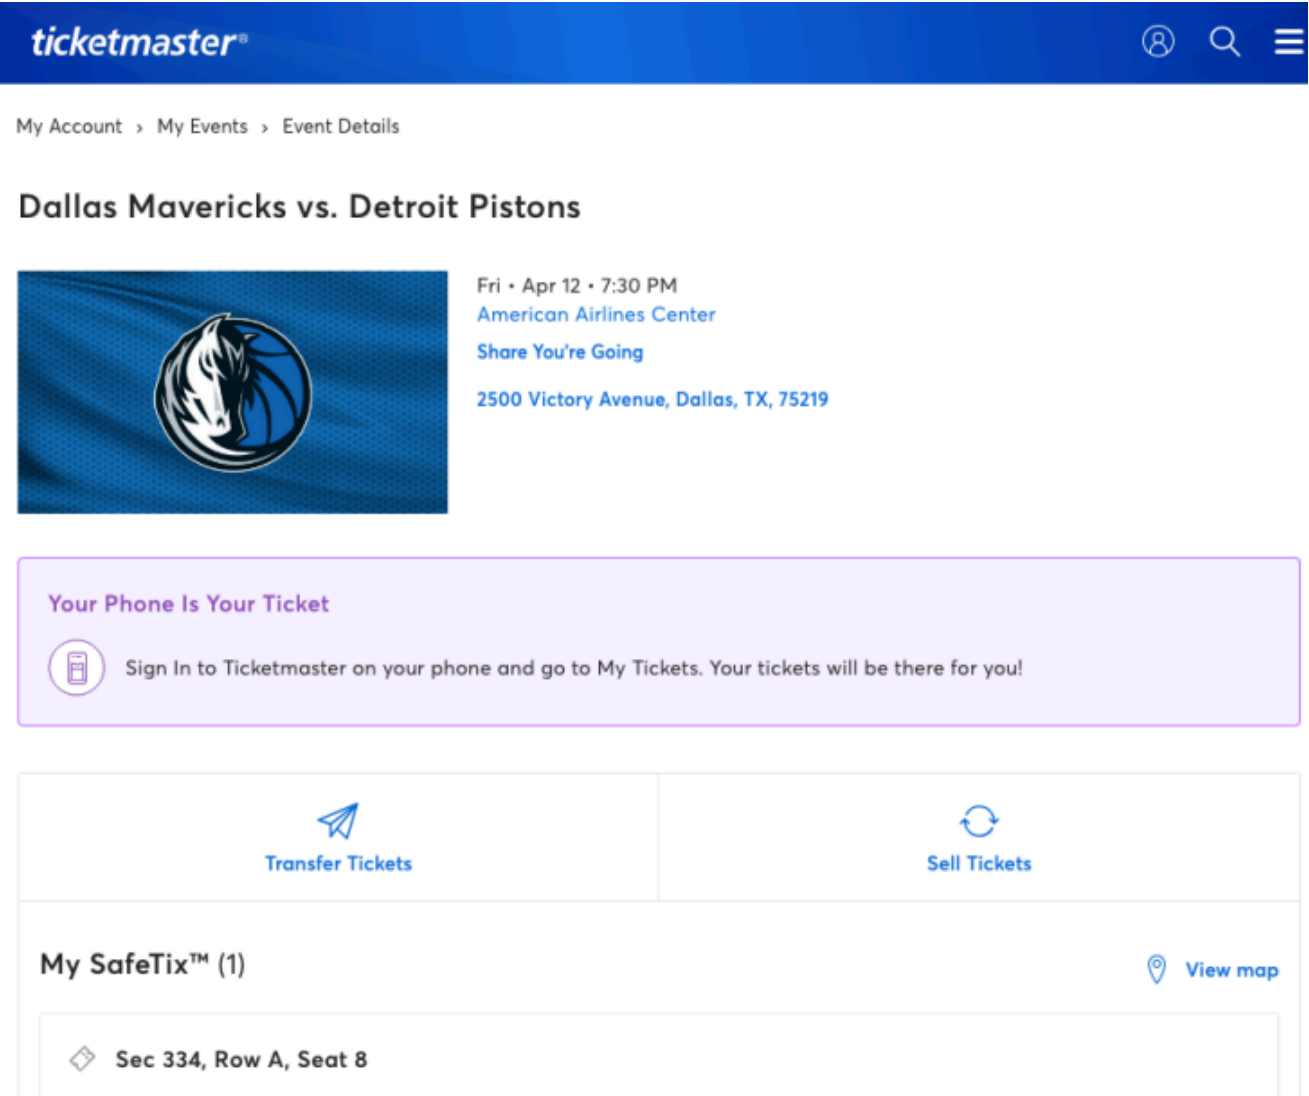 ticketmaster®
My Account › My Events › Event Details
Dallas Mavericks vs. Detroit Pistons
Fri • Apr 12 • 7:30 PM
American Airlines Center
Share You're Going
2500 Victory Avenue, Dallas, TX, 75219
Your Phone Is Your Ticket
Sign In to Ticketmaster on your phone and go to My Tickets. Your tickets will be there for you!
Transfer Tickets
Sell Tickets
My SafeTix™ (1)
View map
Sec 334, Row A, Seat 8